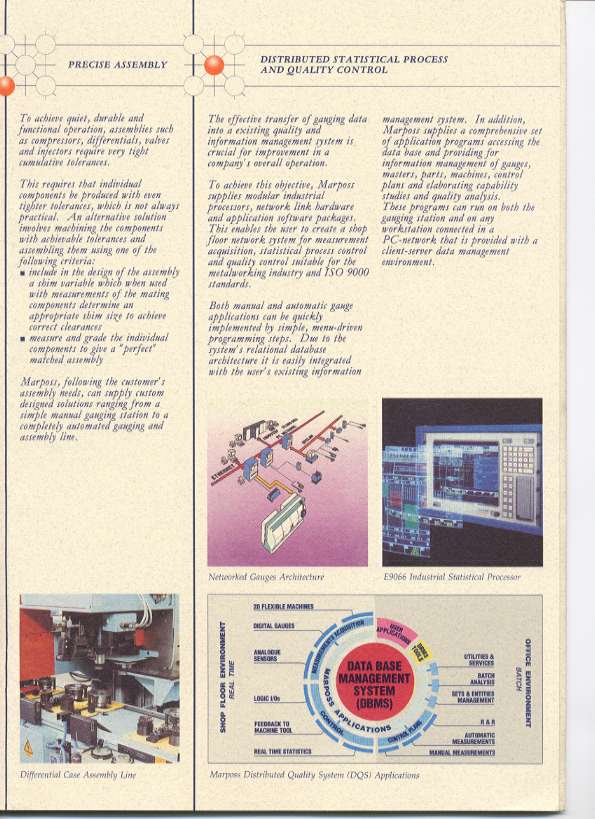 PRECISE ASSEMBLY
To achieve quiet, durable and
functional operation, assemblies such
as compressors, differentials, valves
and injectors require very tight
cumulative tolerances.
This requires that individual
components be produced with even
tighter tolerances, which is not always
practical. An alternative solution
involves machining the components
with achievable tolerances and
assembling them using one of the
following criteria:
■ include in the design of the assembly
a shim variable which when used
with measurements of the mating
components determine an
appropriate shim size to achieve
correct clearances
■ measure and grade the individual
components to give a "perfect"
matched assembly
Marposs, following the customer's
assembly needs, can supply custom
designed solutions ranging from a
simple manual gauging station to a
completely automated gauging and
assembly line.
Differential Case Assembly Line
DISTRIBUTED STATISTICAL PROCESS
AND QUALITY CONTROL
The effective transfer of gauging data
into a existing quality and
information management system is
crucial for improvement in a
company's overall operation.
To achieve this objective, Marposs
supplies modular industrial
processors, network link hardware
and application software packages.
This enables the user to create a shop
floor network system for measurement
acquisition, statistical process control
and quality control suitable for the
metalworking industry and ISO 9000
standards.
Both manual and automatic gauge
applications can be quickly
implemented by simple, menu-driven
programming steps. Due to the
system's relational database
architecture it is easily integrated
with the user's existing information
management system. In addition,
Marposs supplies a comprehensive set
of application programs accessing the
data base and providing for
information management of gauges,
masters, parts, machines, control
plans and elaborating capability
studies and quality analysis.
These programs can run on both the
gauging station and on any
workstation connected in a
PC-network that is provided with a
client-server data management
environment.
ETHERNET
Networked Gauges Architecture
E9066 Industrial Statistical Processor
SHOP FLOOR ENVIRONMENT
REAL TIME
3D FLEXIBLE MACHINES
DIGITAL GAUGES
ANALOGUE
SENSORS
LOGIC I/Os
FEEDBACK TO
MACHINE TOOL
REAL TIME STATISTICS
MEASUREMENTS ACQUISITION
USER
APPLICATIONS
DBMS
TOOLS
DATA BASE
MANAGEMENT
SYSTEM
(DBMS)
MARPOSS APPLICATIONS
CONTROL
CONTROL PLANS
UTILITIES &
SERVICES
BATCH
ANALYSIS
SETS & ENTITIES
MANAGEMENT
R & R
AUTOMATIC
MEASUREMENTS
MANUAL MEASUREMENTS
OFFICE ENVIRONMENT
BATCH
Marposs Distributed Quality System (DQS) Applications